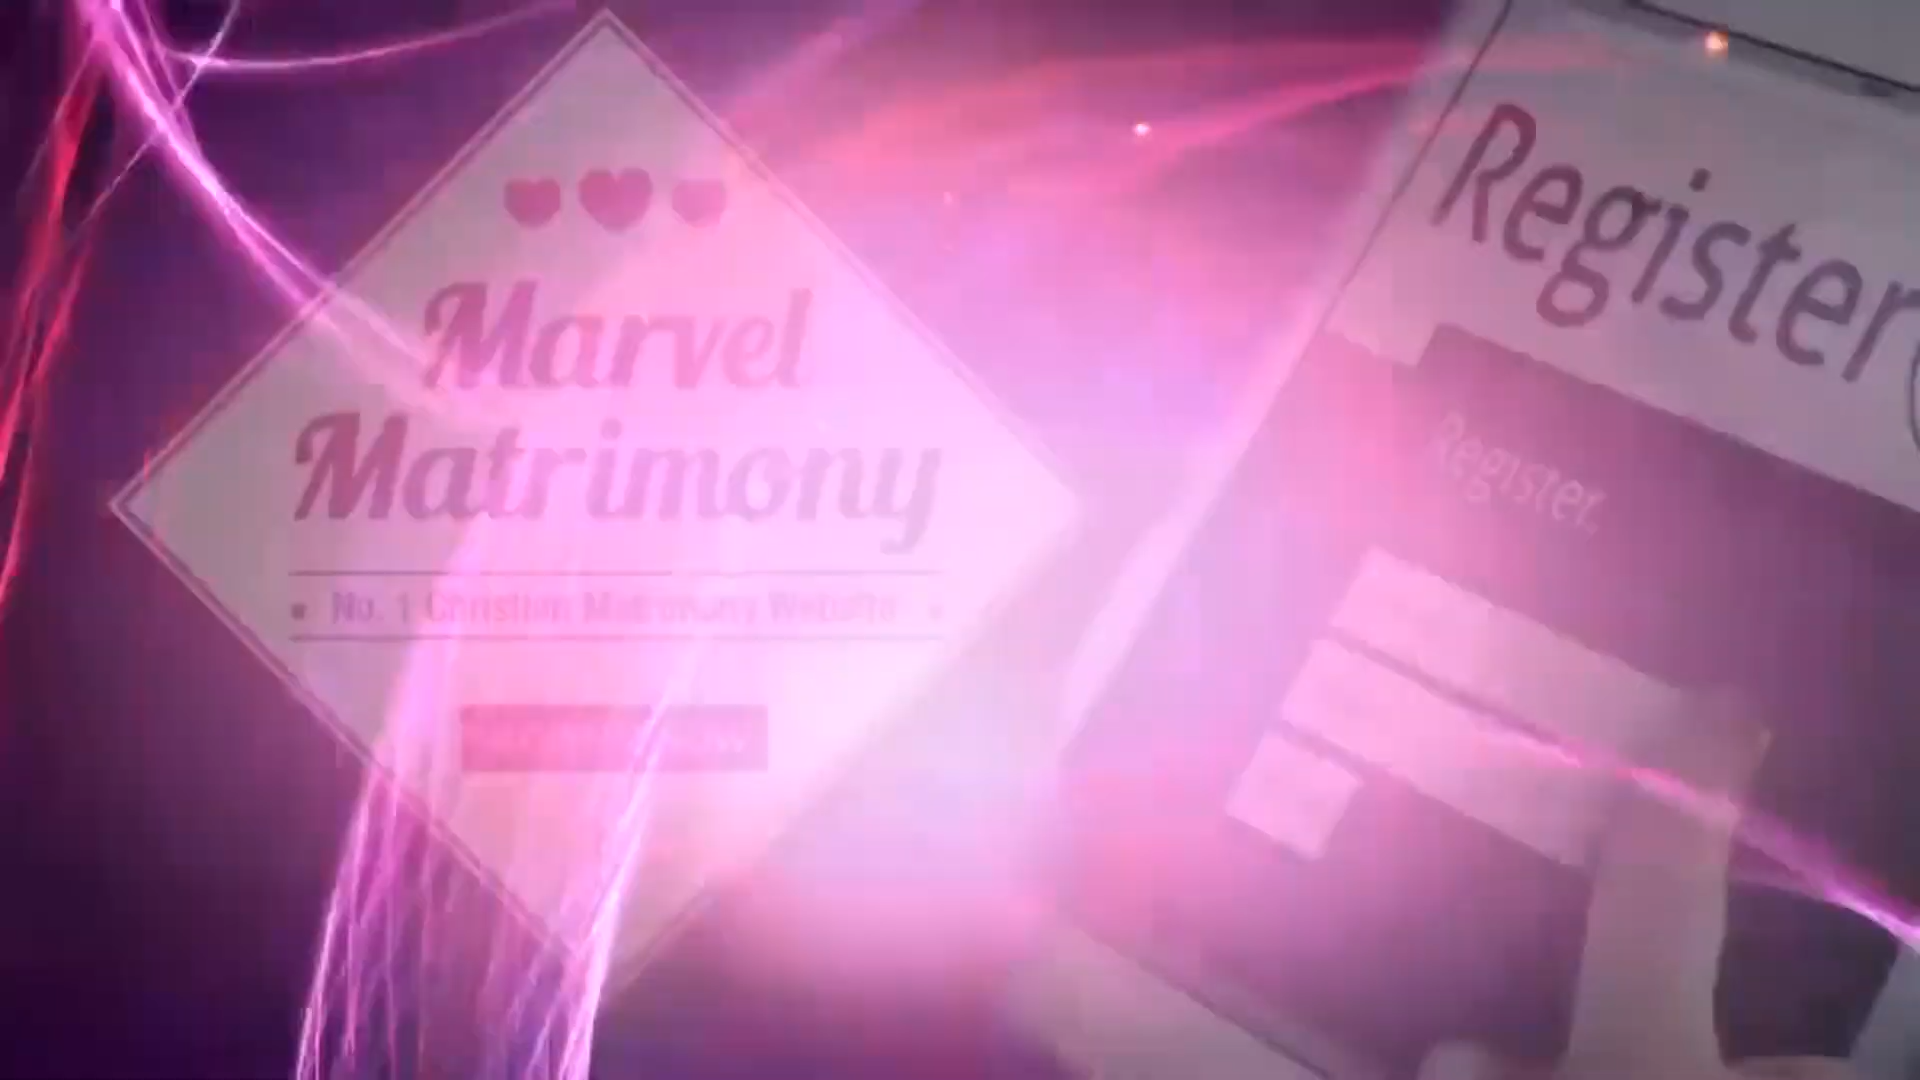 Marvel
Matrimony
• No. 1 Christian Matrimony Website •
Register
Register.